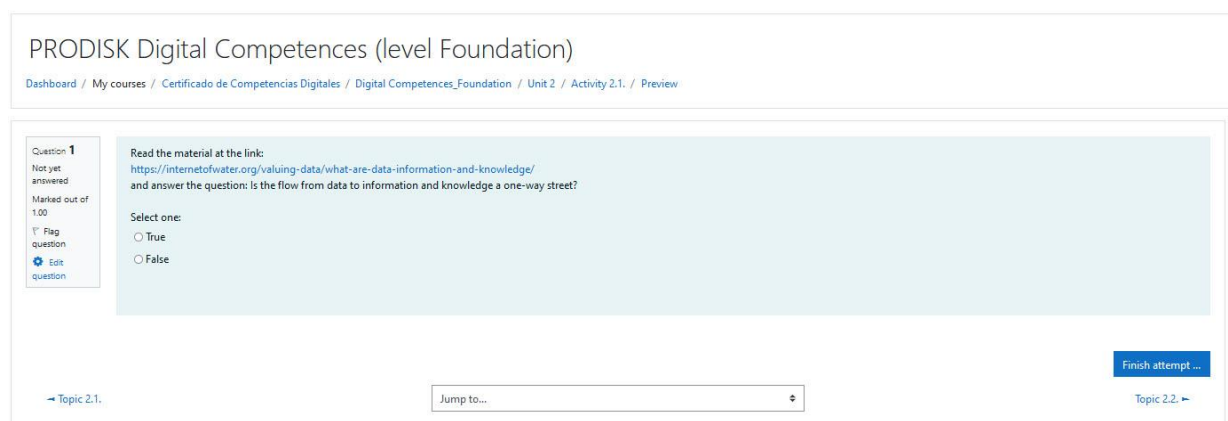 PRODISK Digital Competences (level Foundation)
Dashboard / My courses / Certificado de Competencias Digitales / Digital Competences_Foundation / Unit 2 / Activity 2.1. / Preview
Question 1
Not yet
answered
Marked out of
1.00
Flag
question
Edit
question
Read the material at the link:
https://internetofwater.org/valuing-data/what-are-data-information-and-knowledge/
and answer the question: Is the flow from data to information and knowledge a one-way street?
Select one:
True
False
Finish attempt ...
◄ Topic 2.1.
Jump to...
Topic 2.2. ►